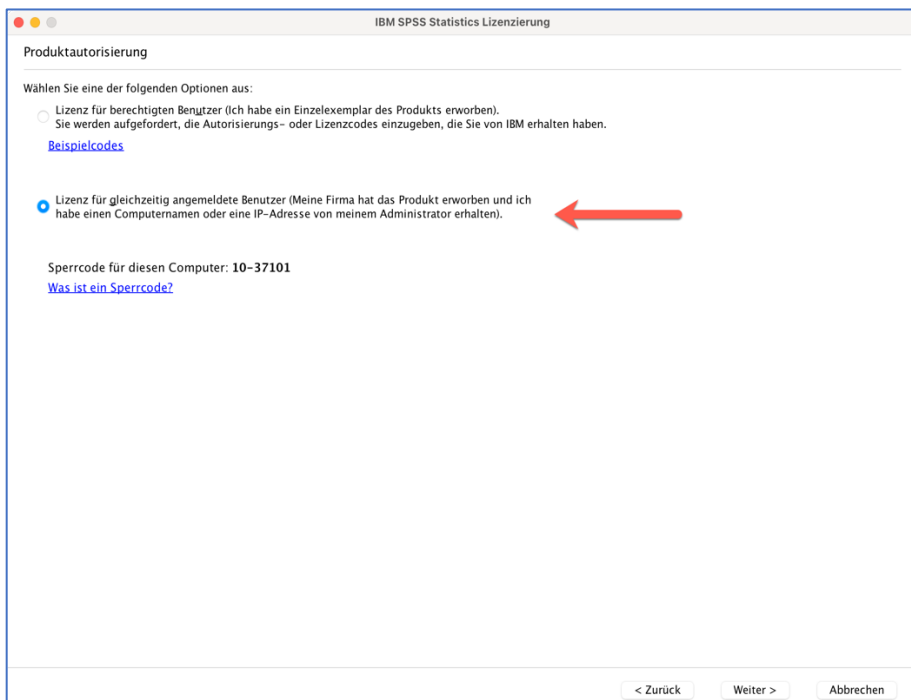 IBM SPSS Statistics Lizenzierung
Produktautorisierung
Wählen Sie eine der folgenden Optionen aus:
Lizenz für berechtigten Benutzer (Ich habe ein Einzelexemplar des Produkts erworben).
Sie werden aufgefordert, die Autorisierungs- oder Lizenzcodes einzugeben, die Sie von IBM erhalten haben.
Beispielcodes
Lizenz für gleichzeitig angemeldete Benutzer (Meine Firma hat das Produkt erworben und ich
habe einen Computernamen oder eine IP-Adresse von meinem Administrator erhalten).
Sperrcode für diesen Computer: 10-37101
Was ist ein Sperrcode?
< Zurück Weiter > Abbrechen